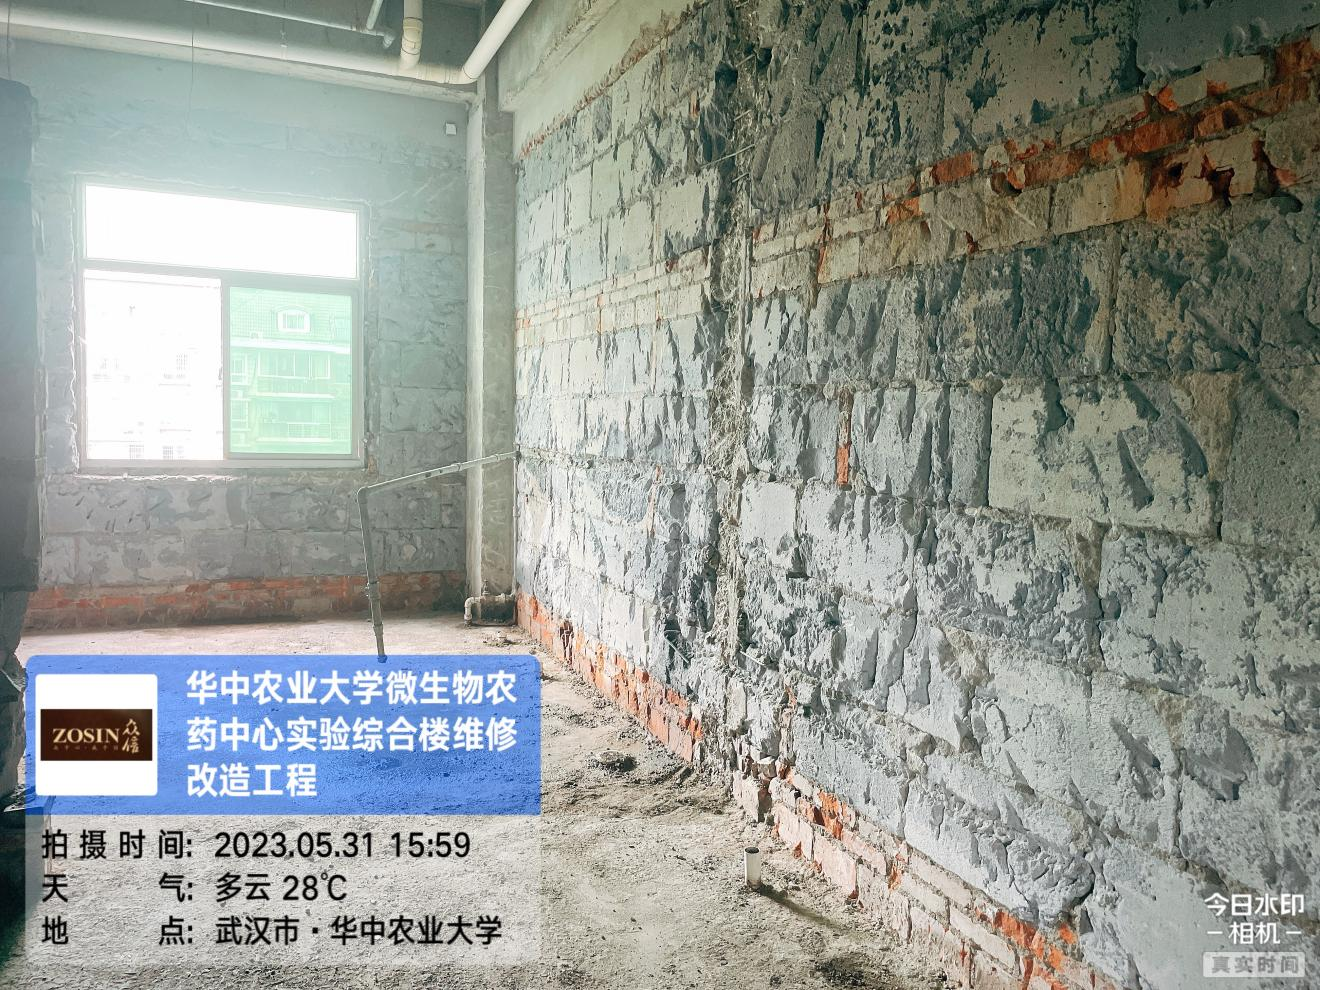 华中农业大学微生物农
药中心实验综合楼维修
改造工程
ZOSIN 众信
拍摄时间: 2023.05.31 15:59
天气: 多云 28℃
地点: 武汉市·华中农业大学
今日水印
-相机-
真实时间